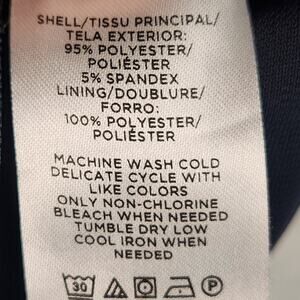 SHELL/TISSU PRINCIPAL/
TELA EXTERIOR:
95% POLYESTER/
POLIÉSTER
5% SPANDEX
LINING/DOUBLURE/
FORRO:
100% POLYESTER/
POLIÉSTER
MACHINE WASH COLD
DELICATE CYCLE WITH
LIKE COLORS
ONLY NON-CHLORINE
BLEACH WHEN NEEDED
TUMBLE DRY LOW
COOL IRON WHEN
NEEDED
30 P